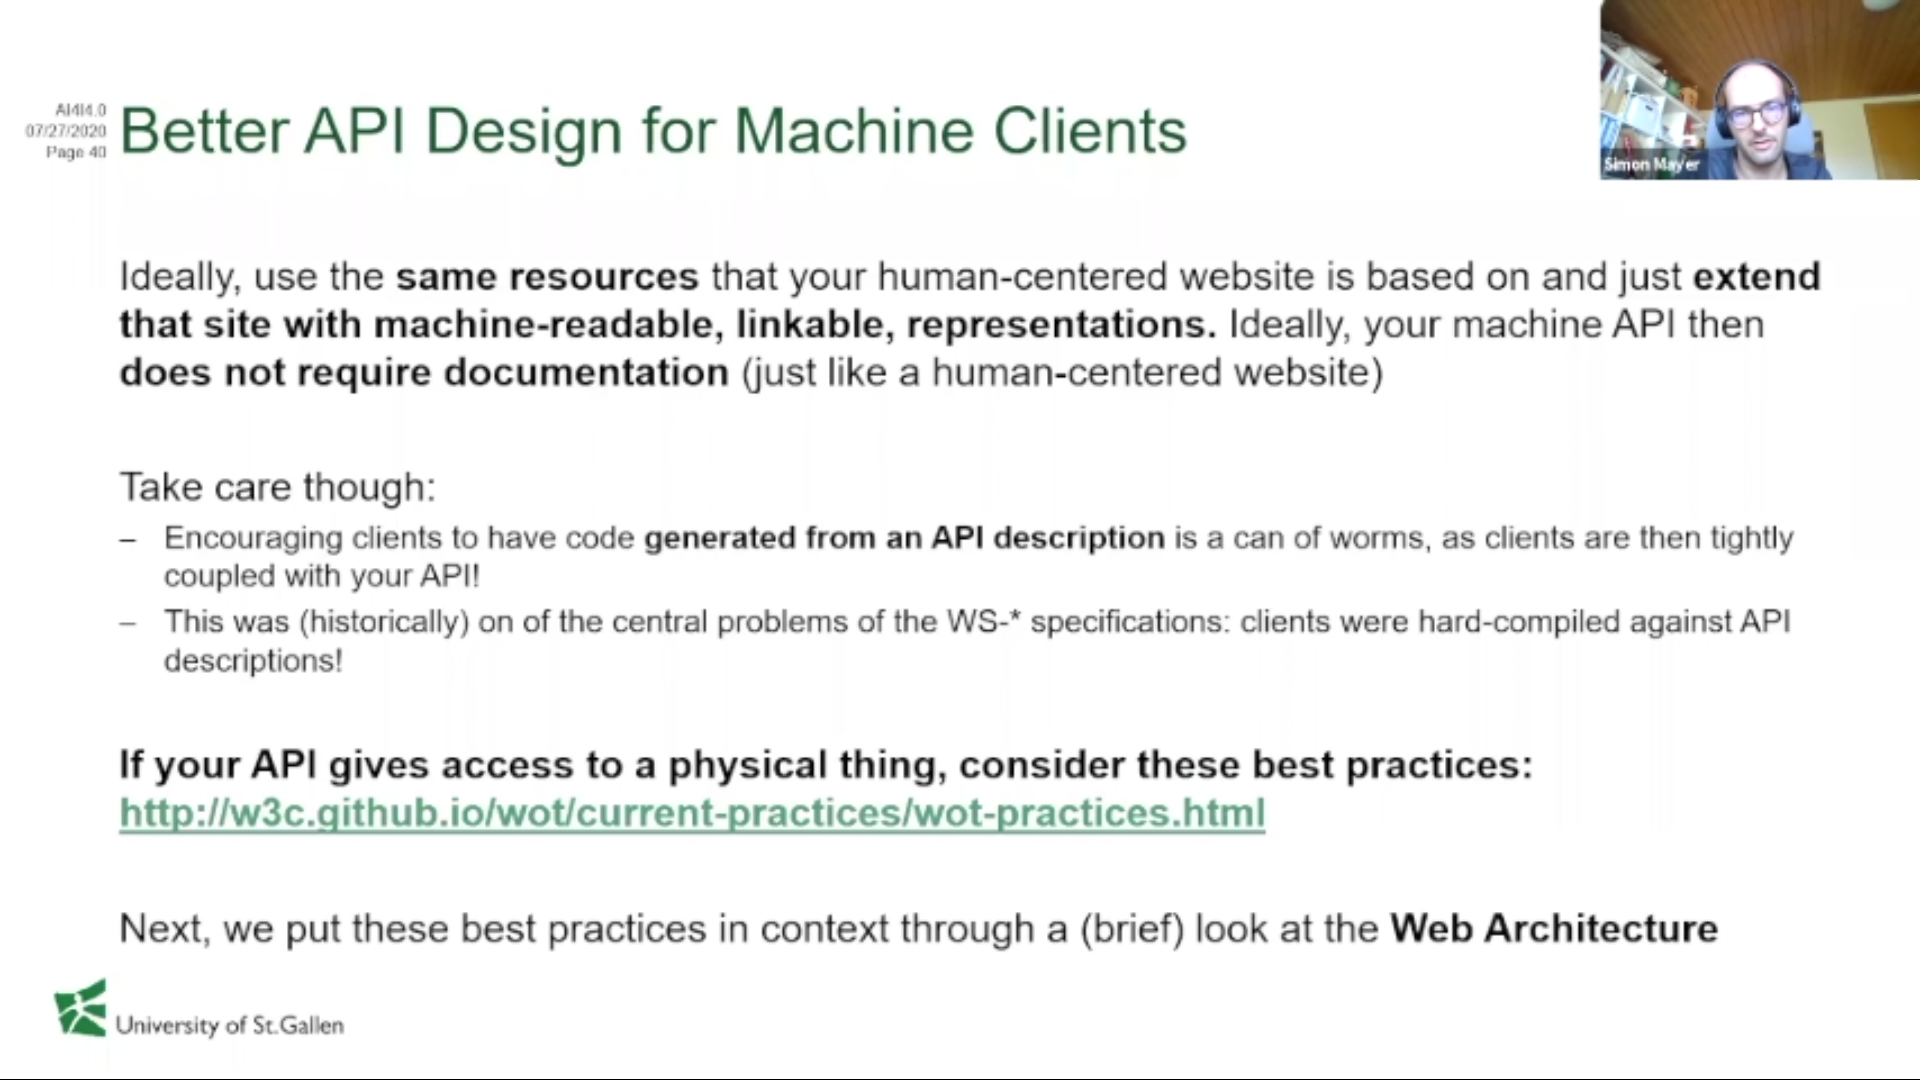 AI4I4.0
07/27/2020
Page 40
Better API Design for Machine Clients
Simon Mayer
Ideally, use the same resources that your human-centered website is based on and just extend
that site with machine-readable, linkable, representations. Ideally, your machine API then
does not require documentation (just like a human-centered website)
Take care though:
– Encouraging clients to have code generated from an API description is a can of worms, as clients are then tightly
coupled with your API!
– This was (historically) on of the central problems of the WS-* specifications: clients were hard-compiled against API
descriptions!
If your API gives access to a physical thing, consider these best practices:
http://w3c.github.io/wot/current-practices/wot-practices.html
Next, we put these best practices in context through a (brief) look at the Web Architecture
University of St.Gallen